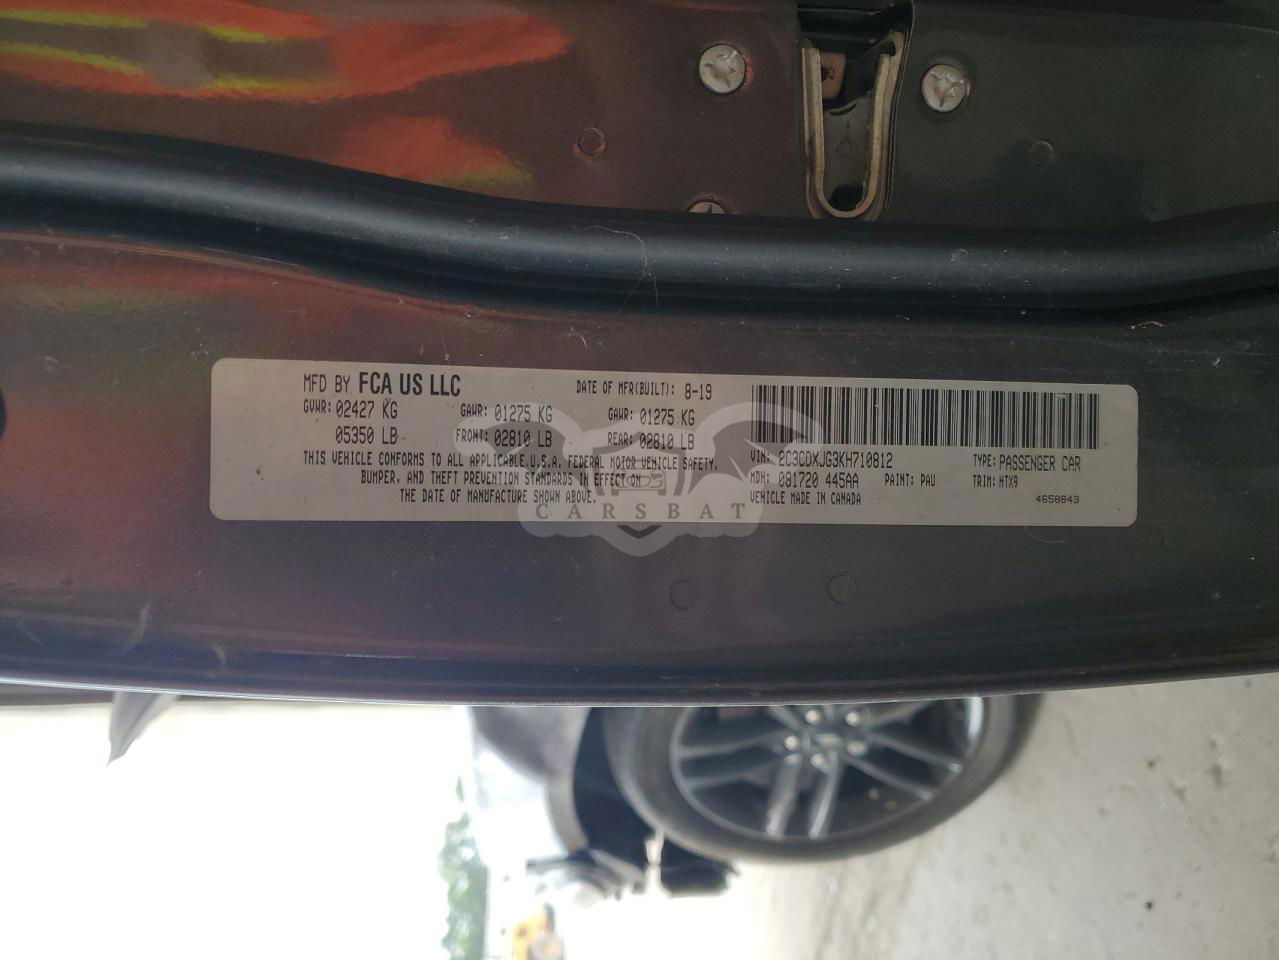 MFD BY FCA US LLC DATE OF MFR(BUILT): 8-19
GVWR: 02427 KG GAWR: 01275 KG GAWR: 01275 KG
05350 LB FRONT: 02810 LB REAR: 02810 LB
THIS VEHICLE CONFORMS TO ALL APPLICABLE U.S.A. FEDERAL MOTOR VEHICLE SAFETY,
BUMPER, AND THEFT PREVENTION STANDARDS IN EFFECT ON
THE DATE OF MANUFACTURE SHOWN ABOVE.
VIN: 2C3CDXJG3KH710812 TYPE: PASSENGER CAR
MDH: 081720 445AA PAINT: PAU TRIM: HTX9
VEHICLE MADE IN CANADA 4658843
CARSBAT